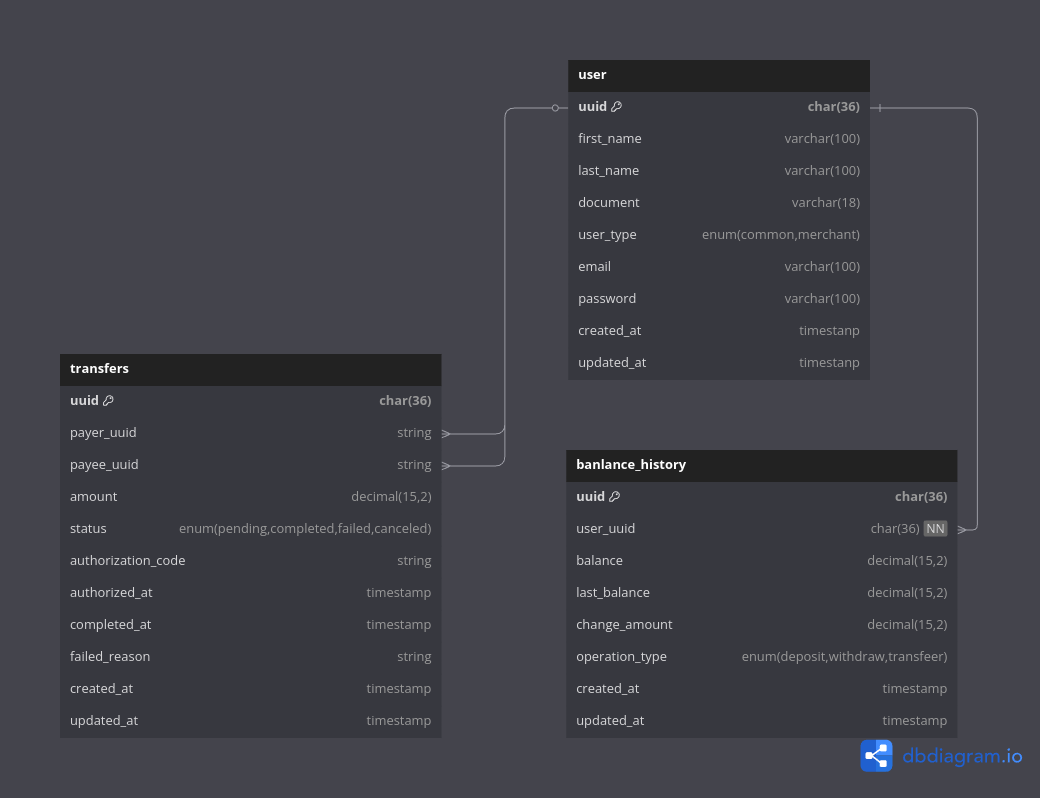 user
uuid char(36)
first_name varchar(100)
last_name varchar(100)
document varchar(18)
user_type enum(common,merchant)
email varchar(100)
password varchar(100)
created_at timestanp
updated_at timestanp
transfers
uuid char(36)
payer_uuid string
payee_uuid string
amount decimal(15,2)
status enum(pending,completed,failed,canceled)
authorization_code string
authorized_at timestamp
completed_at timestamp
failed_reason string
created_at timestamp
updated_at timestamp
banlance_history
uuid char(36)
user_uuid char(36) NN
balance decimal(15,2)
last_balance decimal(15,2)
change_amount decimal(15,2)
operation_type enum(deposit,withdraw,transfeer)
created_at timestamp
updated_at timestamp
dbdiagram.io